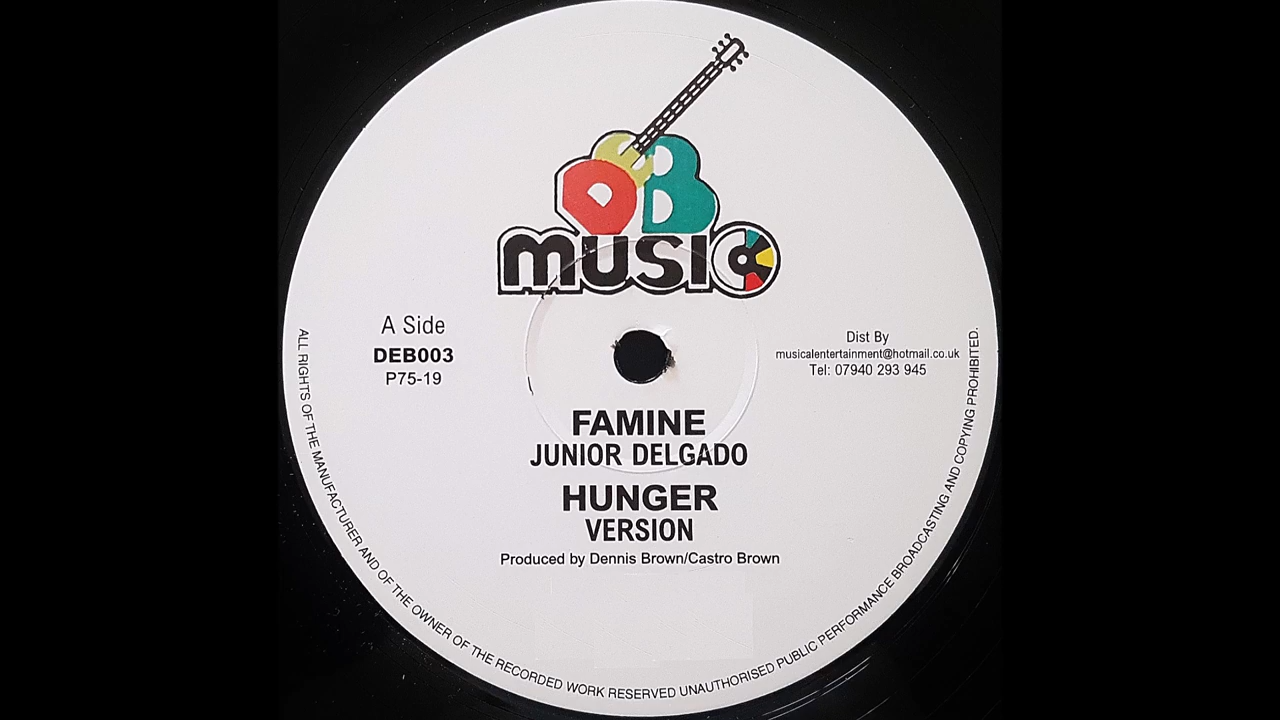 DEB
MUSIC
A Side
DEB003
P75-19
Dist By
musicalentertainment@hotmail.co.uk
Tel: 07940 293 945
FAMINE
JUNIOR DELGADO
HUNGER
VERSION
Produced by Dennis Brown/Castro Brown
ALL RIGHTS OF THE MANUFACTURER AND OF THE OWNER OF THE RECORDED WORK RESERVED UNAUTHORISED PUBLIC PERFORMANCE BROADCASTING AND COPYING PROHIBITED.